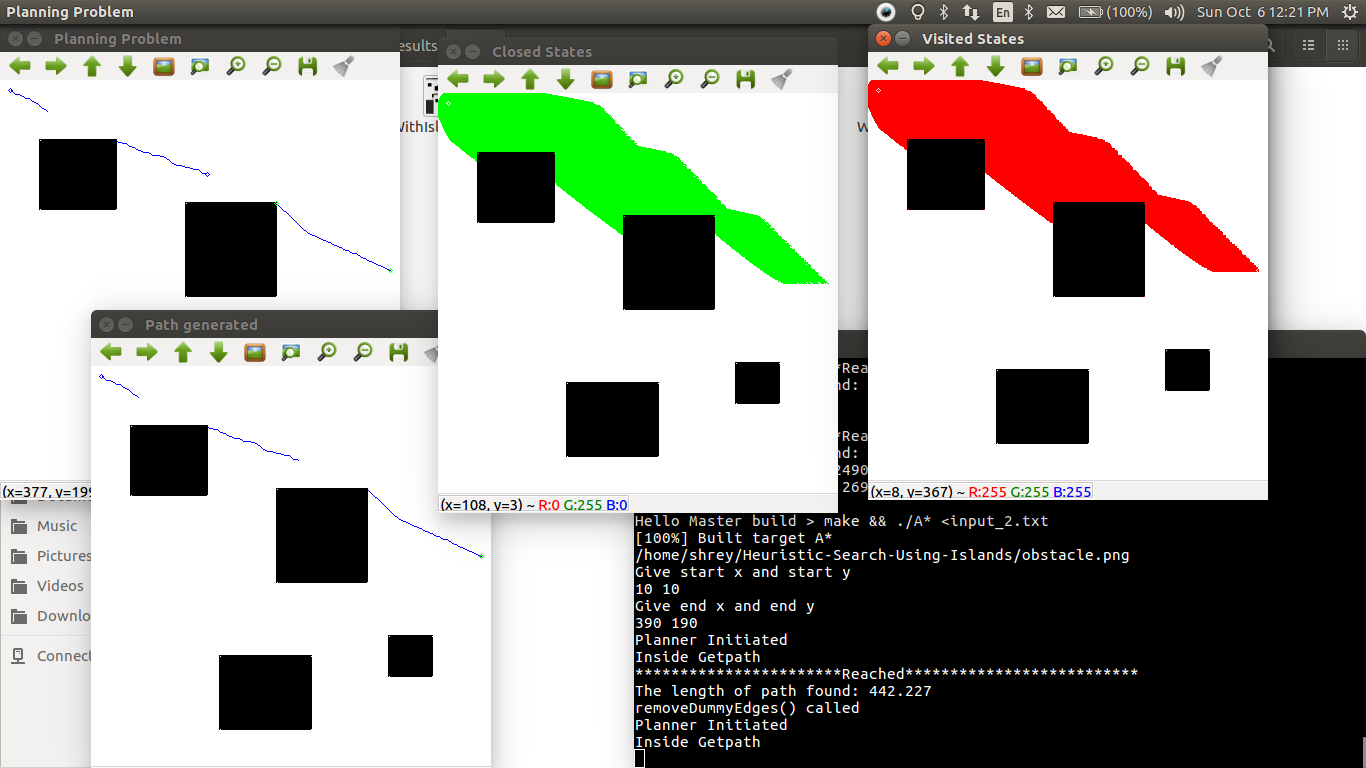 Planning Problem
En
(100%)
Sun Oct 6 12:21 PM
Planning Problem
esults
Closed States
Visited States
(x=377, y=199
Path generated
(x=108, y=3) ~ R:0 G:255 B:0
(x=8, y=367) ~ R:255 G:255 B:255
Music
Pictures
Videos
Downlo
Connect
*Rea
nd:
*Rea
nd:
2490
269
Hello Master build > make && ./A* <input_2.txt
[100%] Built target A*
/home/shrey/Heuristic-Search-Using-Islands/obstacle.png
Give start x and start y
10 10
Give end x and end y
390 190
Planner Initiated
Inside Getpath
***********************Reached**************************
The length of path found: 442.227
removeDummyEdges() called
Planner Initiated
Inside Getpath